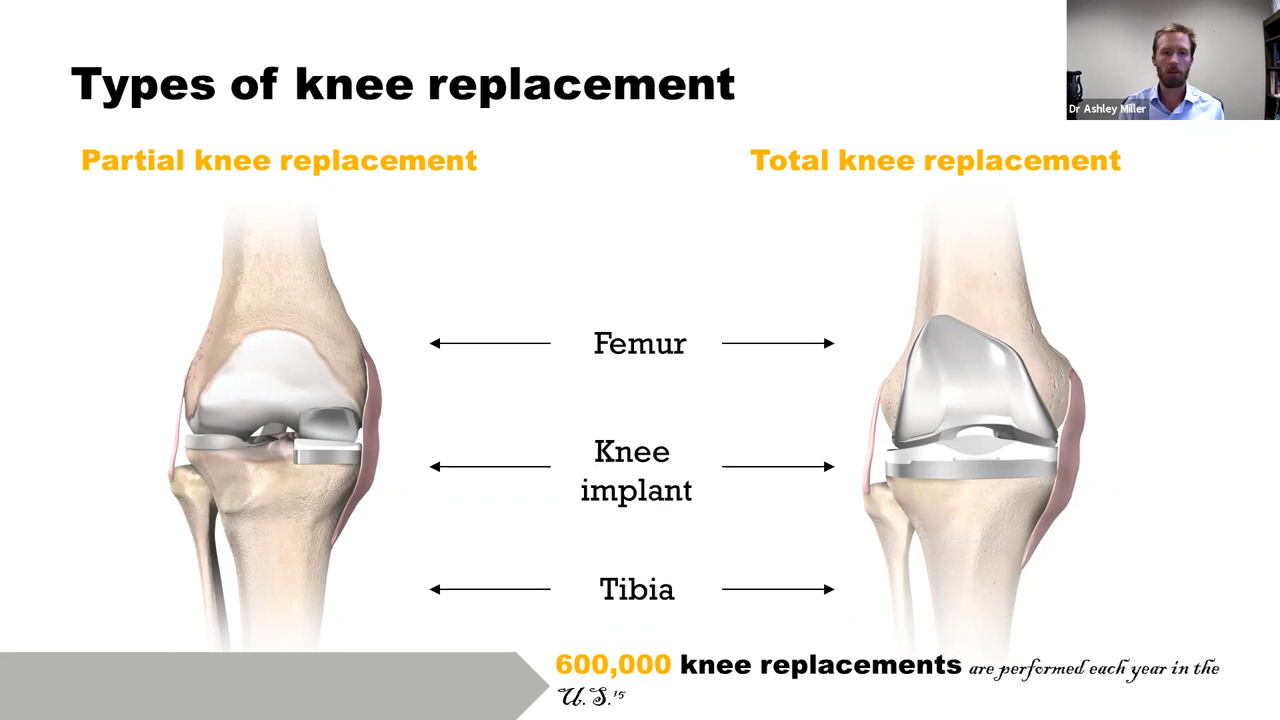 Types of knee replacement
Dr Ashley Miller
Partial knee replacement
Total knee replacement
Femur
Knee
implant
Tibia
600,000 knee replacements are performed each year in the
U.S.¹⁵